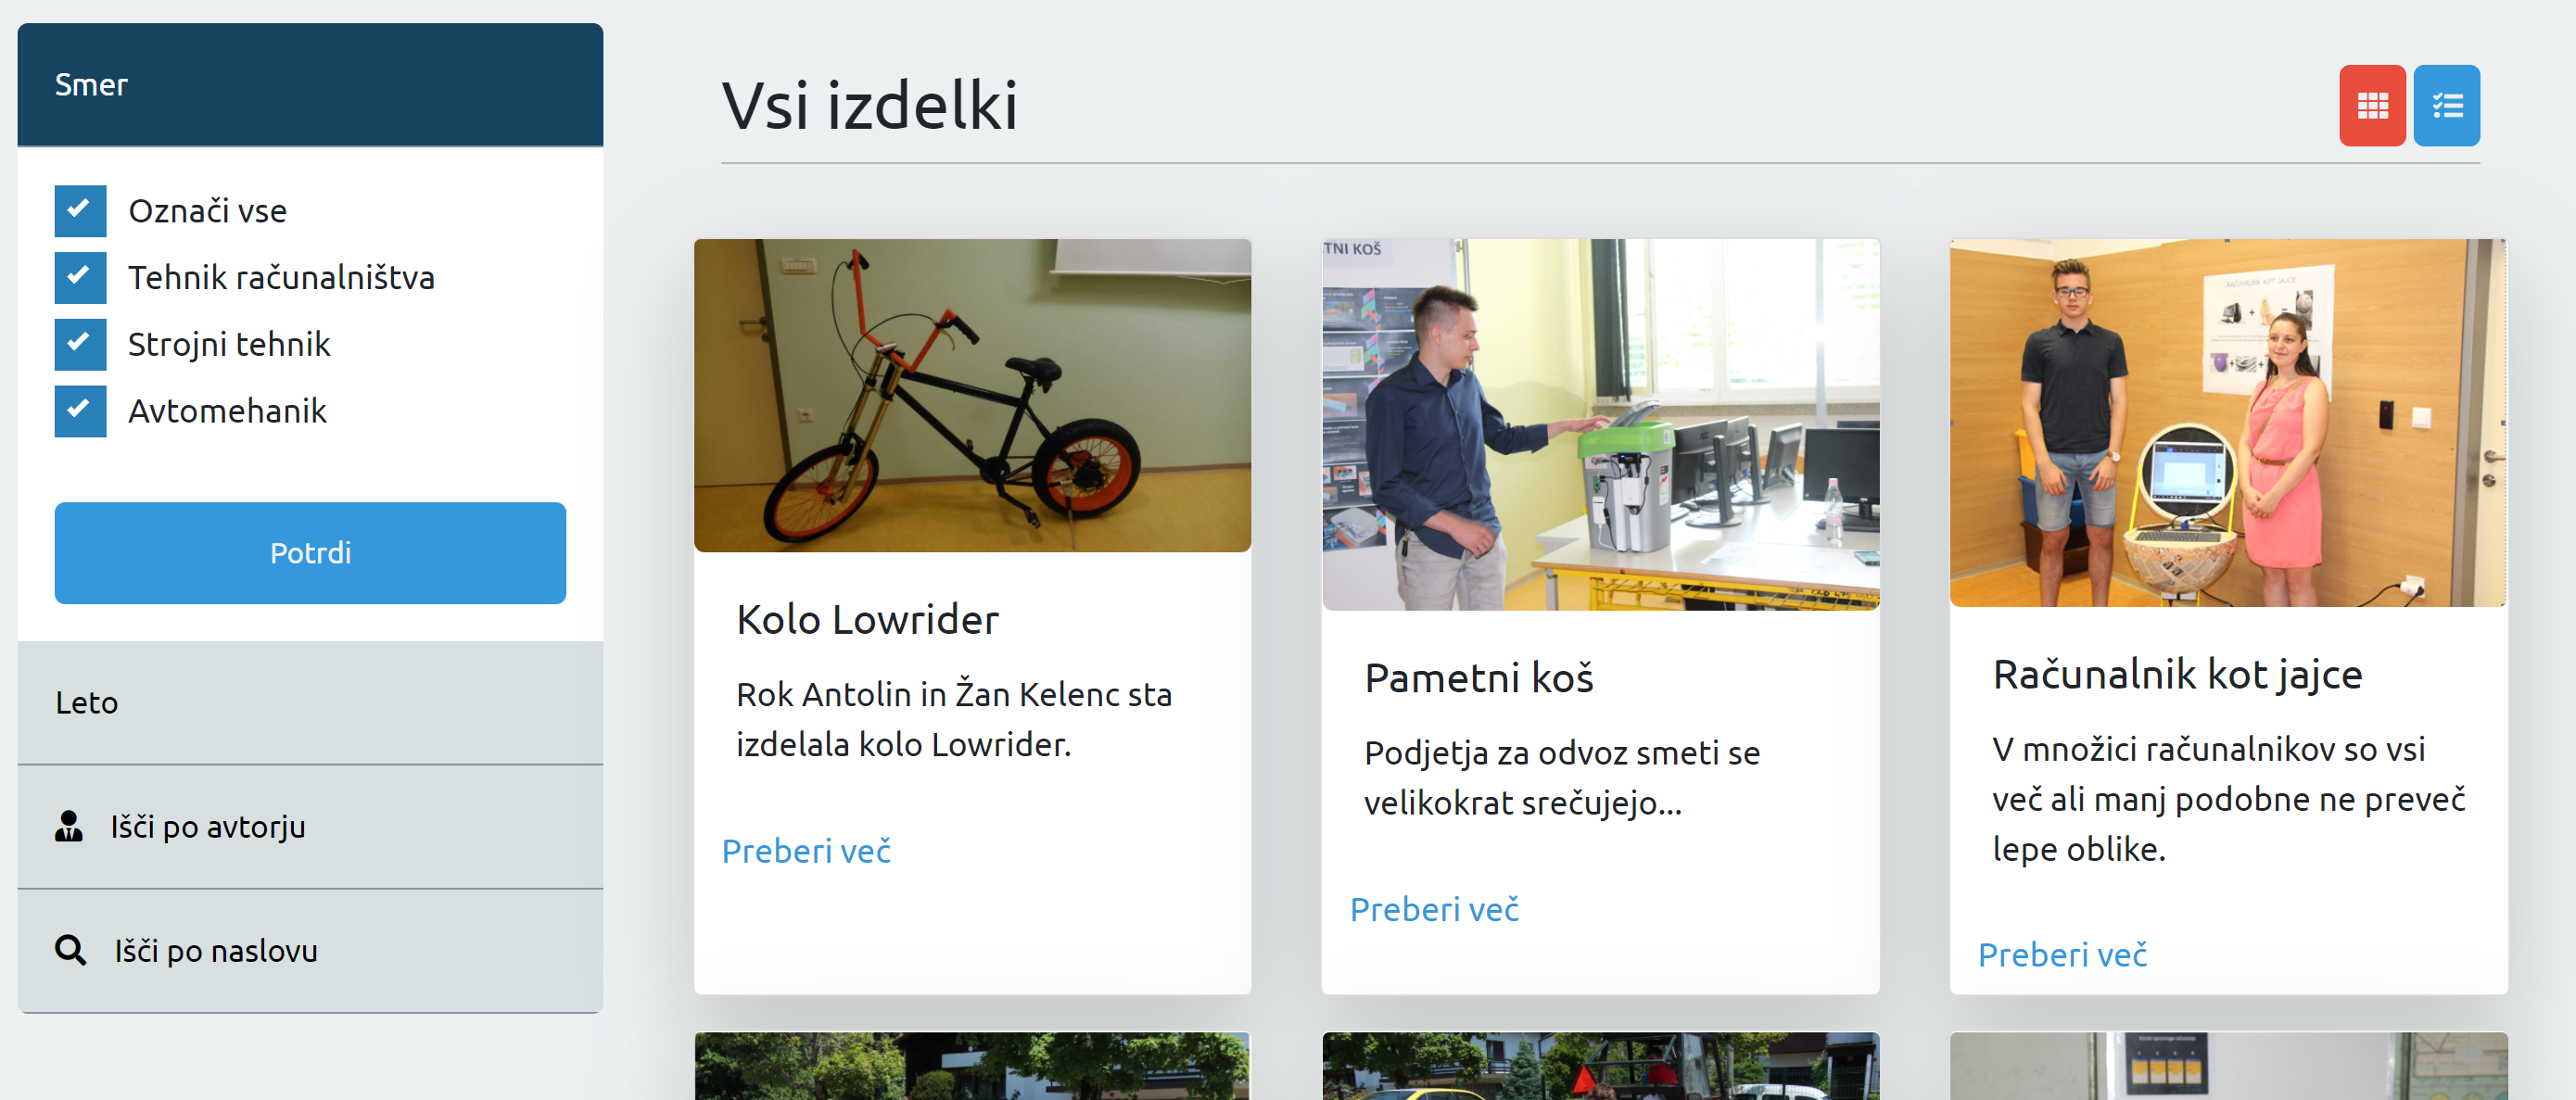 Smer
Označi vse
Tehnik računalništva
Strojni tehnik
Avtomehanik
Potrdi
Leto
Išči po avtorju
Išči po naslovu
Vsi izdelki
Kolo Lowrider
Rok Antolin in Žan Kelenc sta
izdelala kolo Lowrider.
Preberi več
TNI KOŠ
Pametni koš
Podjetja za odvoz smeti se
velikokrat srečujejo...
Preberi več
RAČUNALNIK KOT JAJCE
Računalnik kot jajce
V množici računalnikov so vsi
več ali manj podobne ne preveč
lepe oblike.
Preberi več